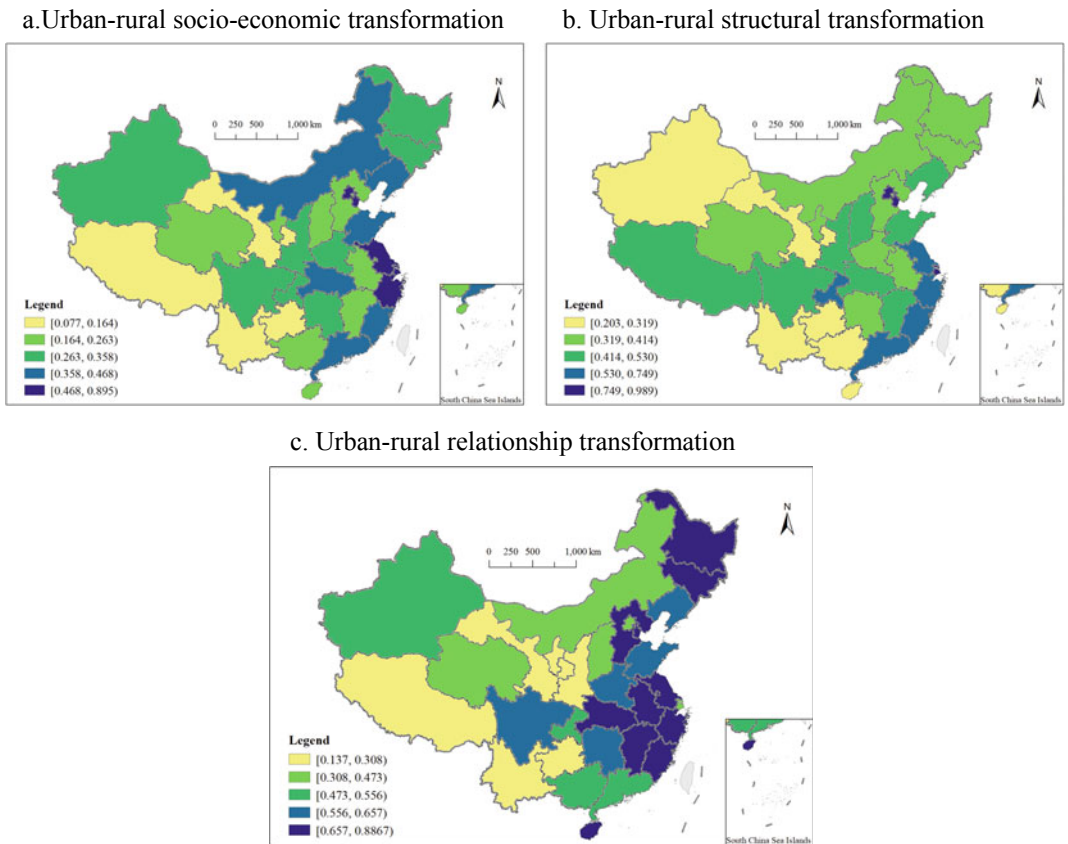 a.Urban-rural socio-economic transformation
N
0 250 500 1,000 km
Legend
[0.077, 0.164)
[0.164, 0.263)
[0.263, 0.358)
[0.358, 0.468)
[0.468, 0.895)
South China Sea Islands
b. Urban-rural structural transformation
N
0 250 500 1,000 km
Legend
[0.203, 0.319)
[0.319, 0.414)
[0.414, 0.530)
[0.530, 0.749)
[0.749, 0.989)
South China Sea Islands
c. Urban-rural relationship transformation
N
0 250 500 1,000 km
Legend
[0.137, 0.308)
[0.308, 0.473)
[0.473, 0.556)
[0.556, 0.657)
[0.657, 0.8867)
South China Sea Islands